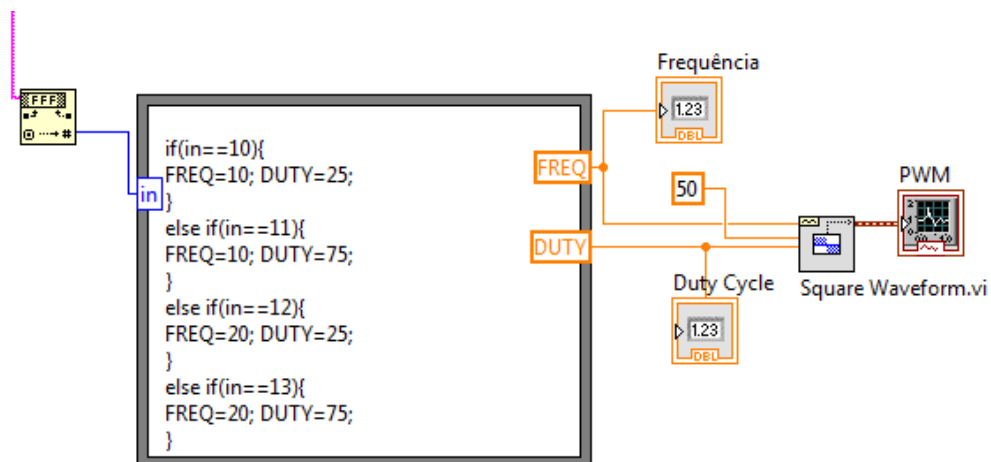 FFF
#
in
if(in==10){
FREQ=10; DUTY=25;
}
else if(in==11){
FREQ=10; DUTY=75;
}
else if(in==12){
FREQ=20; DUTY=25;
}
else if(in==13){
FREQ=20; DUTY=75;
}
FREQ
DUTY
Frequência
1.23
DBL
50
Duty Cycle
1.23
DBL
PWM
Square Waveform.vi